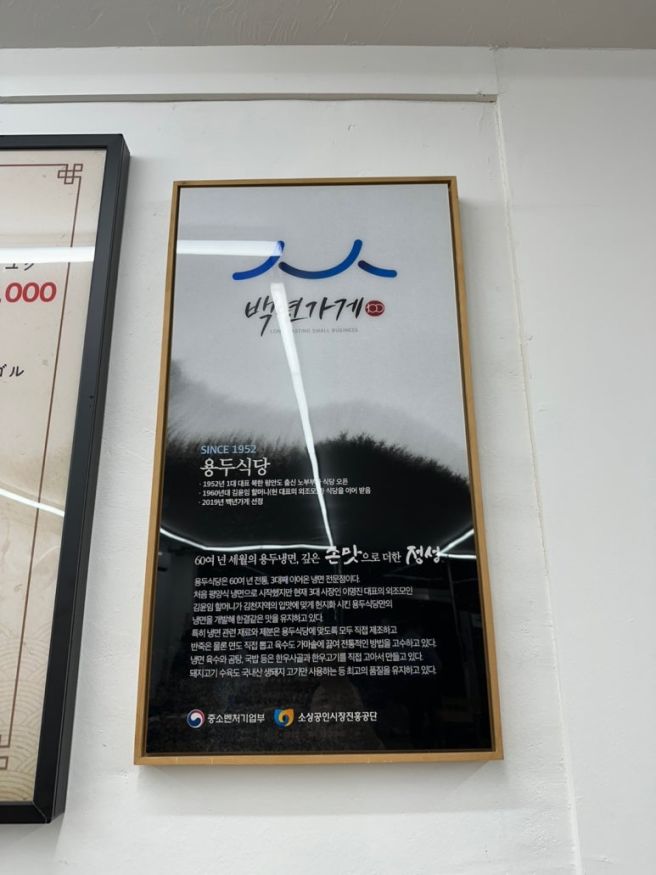 ,000
ゴル
백년가게
LONG LASTING SMALL BUSINESS
SINCE 1952
용두식당
· 1952년 1대 대표 북한 평안도 출신 노부부가 식당 오픈
· 1960년대 김윤임 할머니(현 대표의 외조모)가 식당을 이어 받음
· 2019년 백년가게 선정
60여 년 세월의 용두냉면, 깊은 손맛으로 더한 정성
용두식당은 60여 년 전통, 3대째 이어온 냉면 전문점이다.
처음 평양식 냉면으로 시작했지만 현재 3대 사장인 이명진 대표의 외조모인
김윤임 할머니가 김천지역의 입맛에 맞게 현지화 시킨 용두식당만의
냉면을 개발해 한결같은 맛을 유지하고 있다.
특히 냉면 관련 재료와 제분은 용두식당에 맞도록 모두 직접 제조하고
반죽은 물론 면도 직접 뽑고 육수도 가마솥에 끓여 전통적인 방법을 고수하고 있다.
냉면 육수와 곰탕, 국밥 등은 한우사골과 한우고기를 직접 고아서 만들고 있다.
돼지고기 수육도 국내산 생돼지 고기만 사용하는 등 최고의 품질을 유지하고 있다.
중소벤처기업부 소상공인시장진흥공단